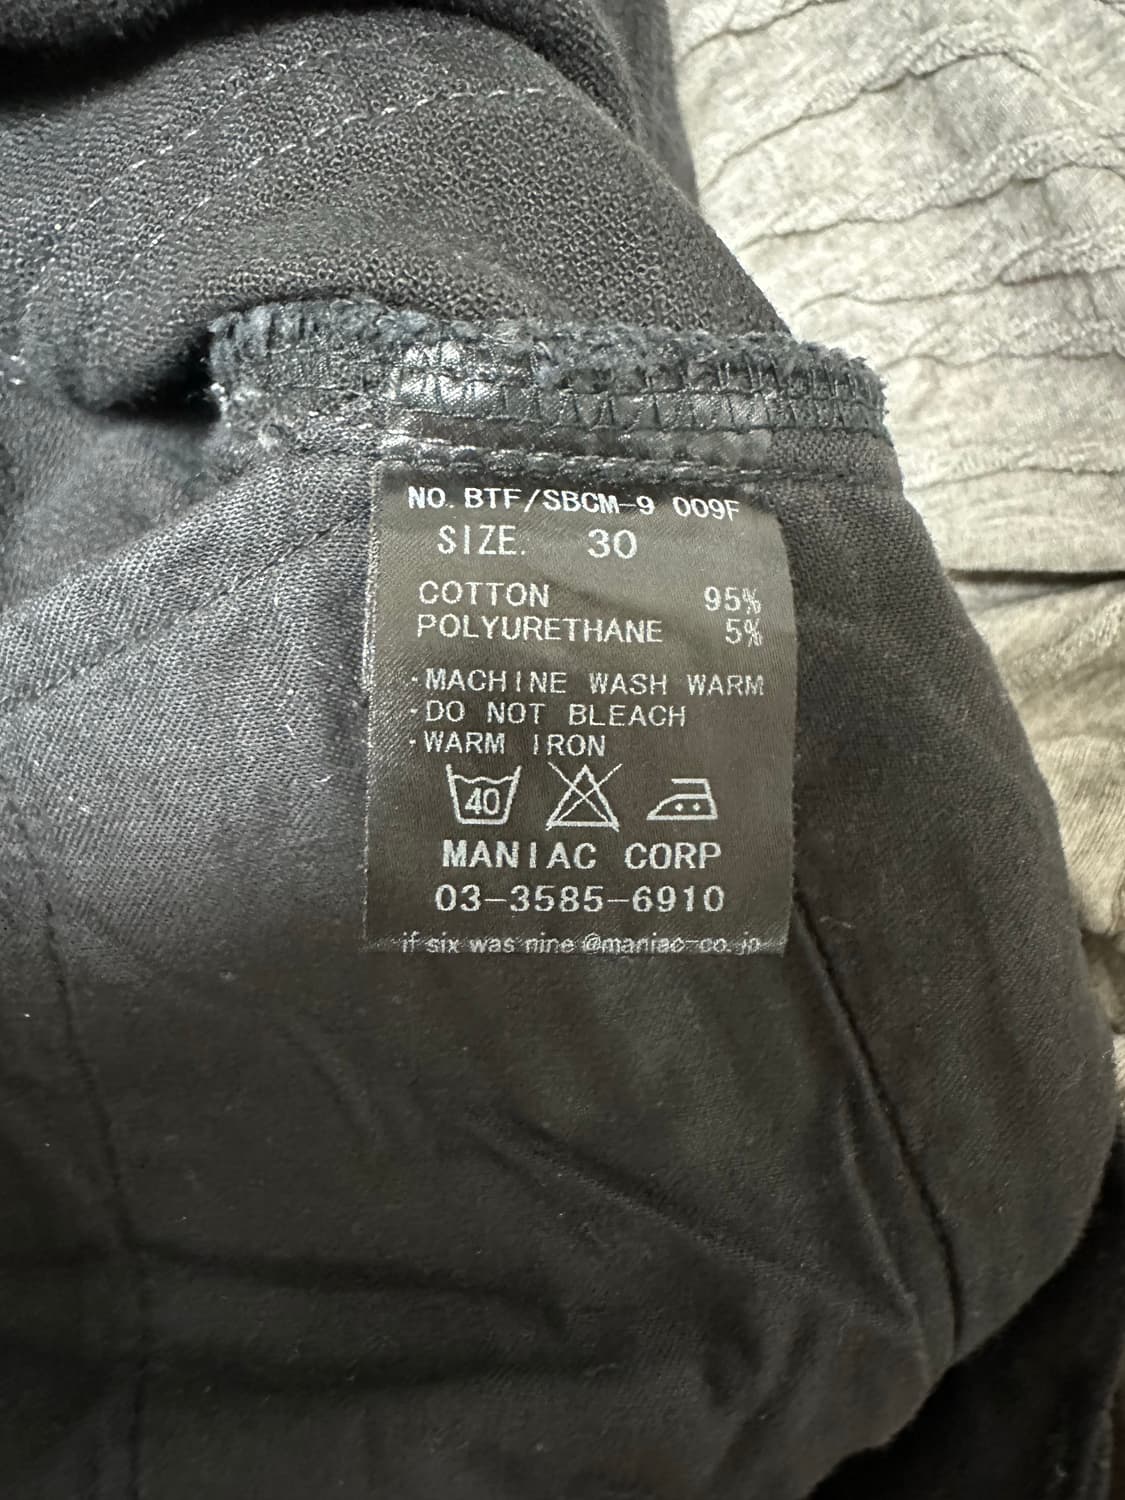 NO. BTF/SBCM-9 009F
SIZE. 30
COTTON 95%
POLYURETHANE 5%
·MACHINE WASH WARM
·DO NOT BLEACH
·WARM IRON
40
MANIAC CORP
03-3585-6910
if six was nine @maniac-co.jp